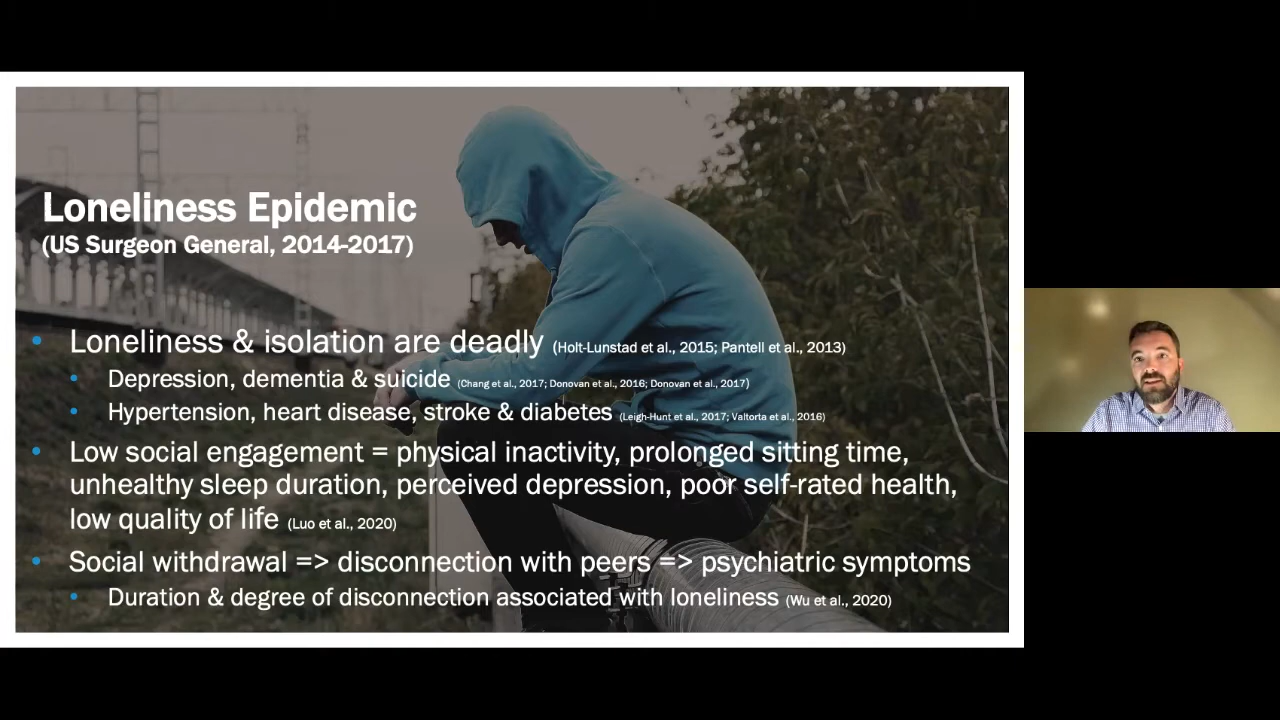 Loneliness Epidemic
(US Surgeon General, 2014-2017)
• Loneliness & isolation are deadly (Holt-Lunstad et al., 2015; Pantell et al., 2013)
• Depression, dementia & suicide (Chang et al., 2017; Donovan et al., 2016; Donovan et al., 2017)
• Hypertension, heart disease, stroke & diabetes (Leigh-Hunt et al., 2017; Valtorta et al., 2016)
• Low social engagement = physical inactivity, prolonged sitting time,
unhealthy sleep duration, perceived depression, poor self-rated health,
low quality of life (Luo et al., 2020)
• Social withdrawal => disconnection with peers => psychiatric symptoms
• Duration & degree of disconnection associated with loneliness (Wu et al., 2020)